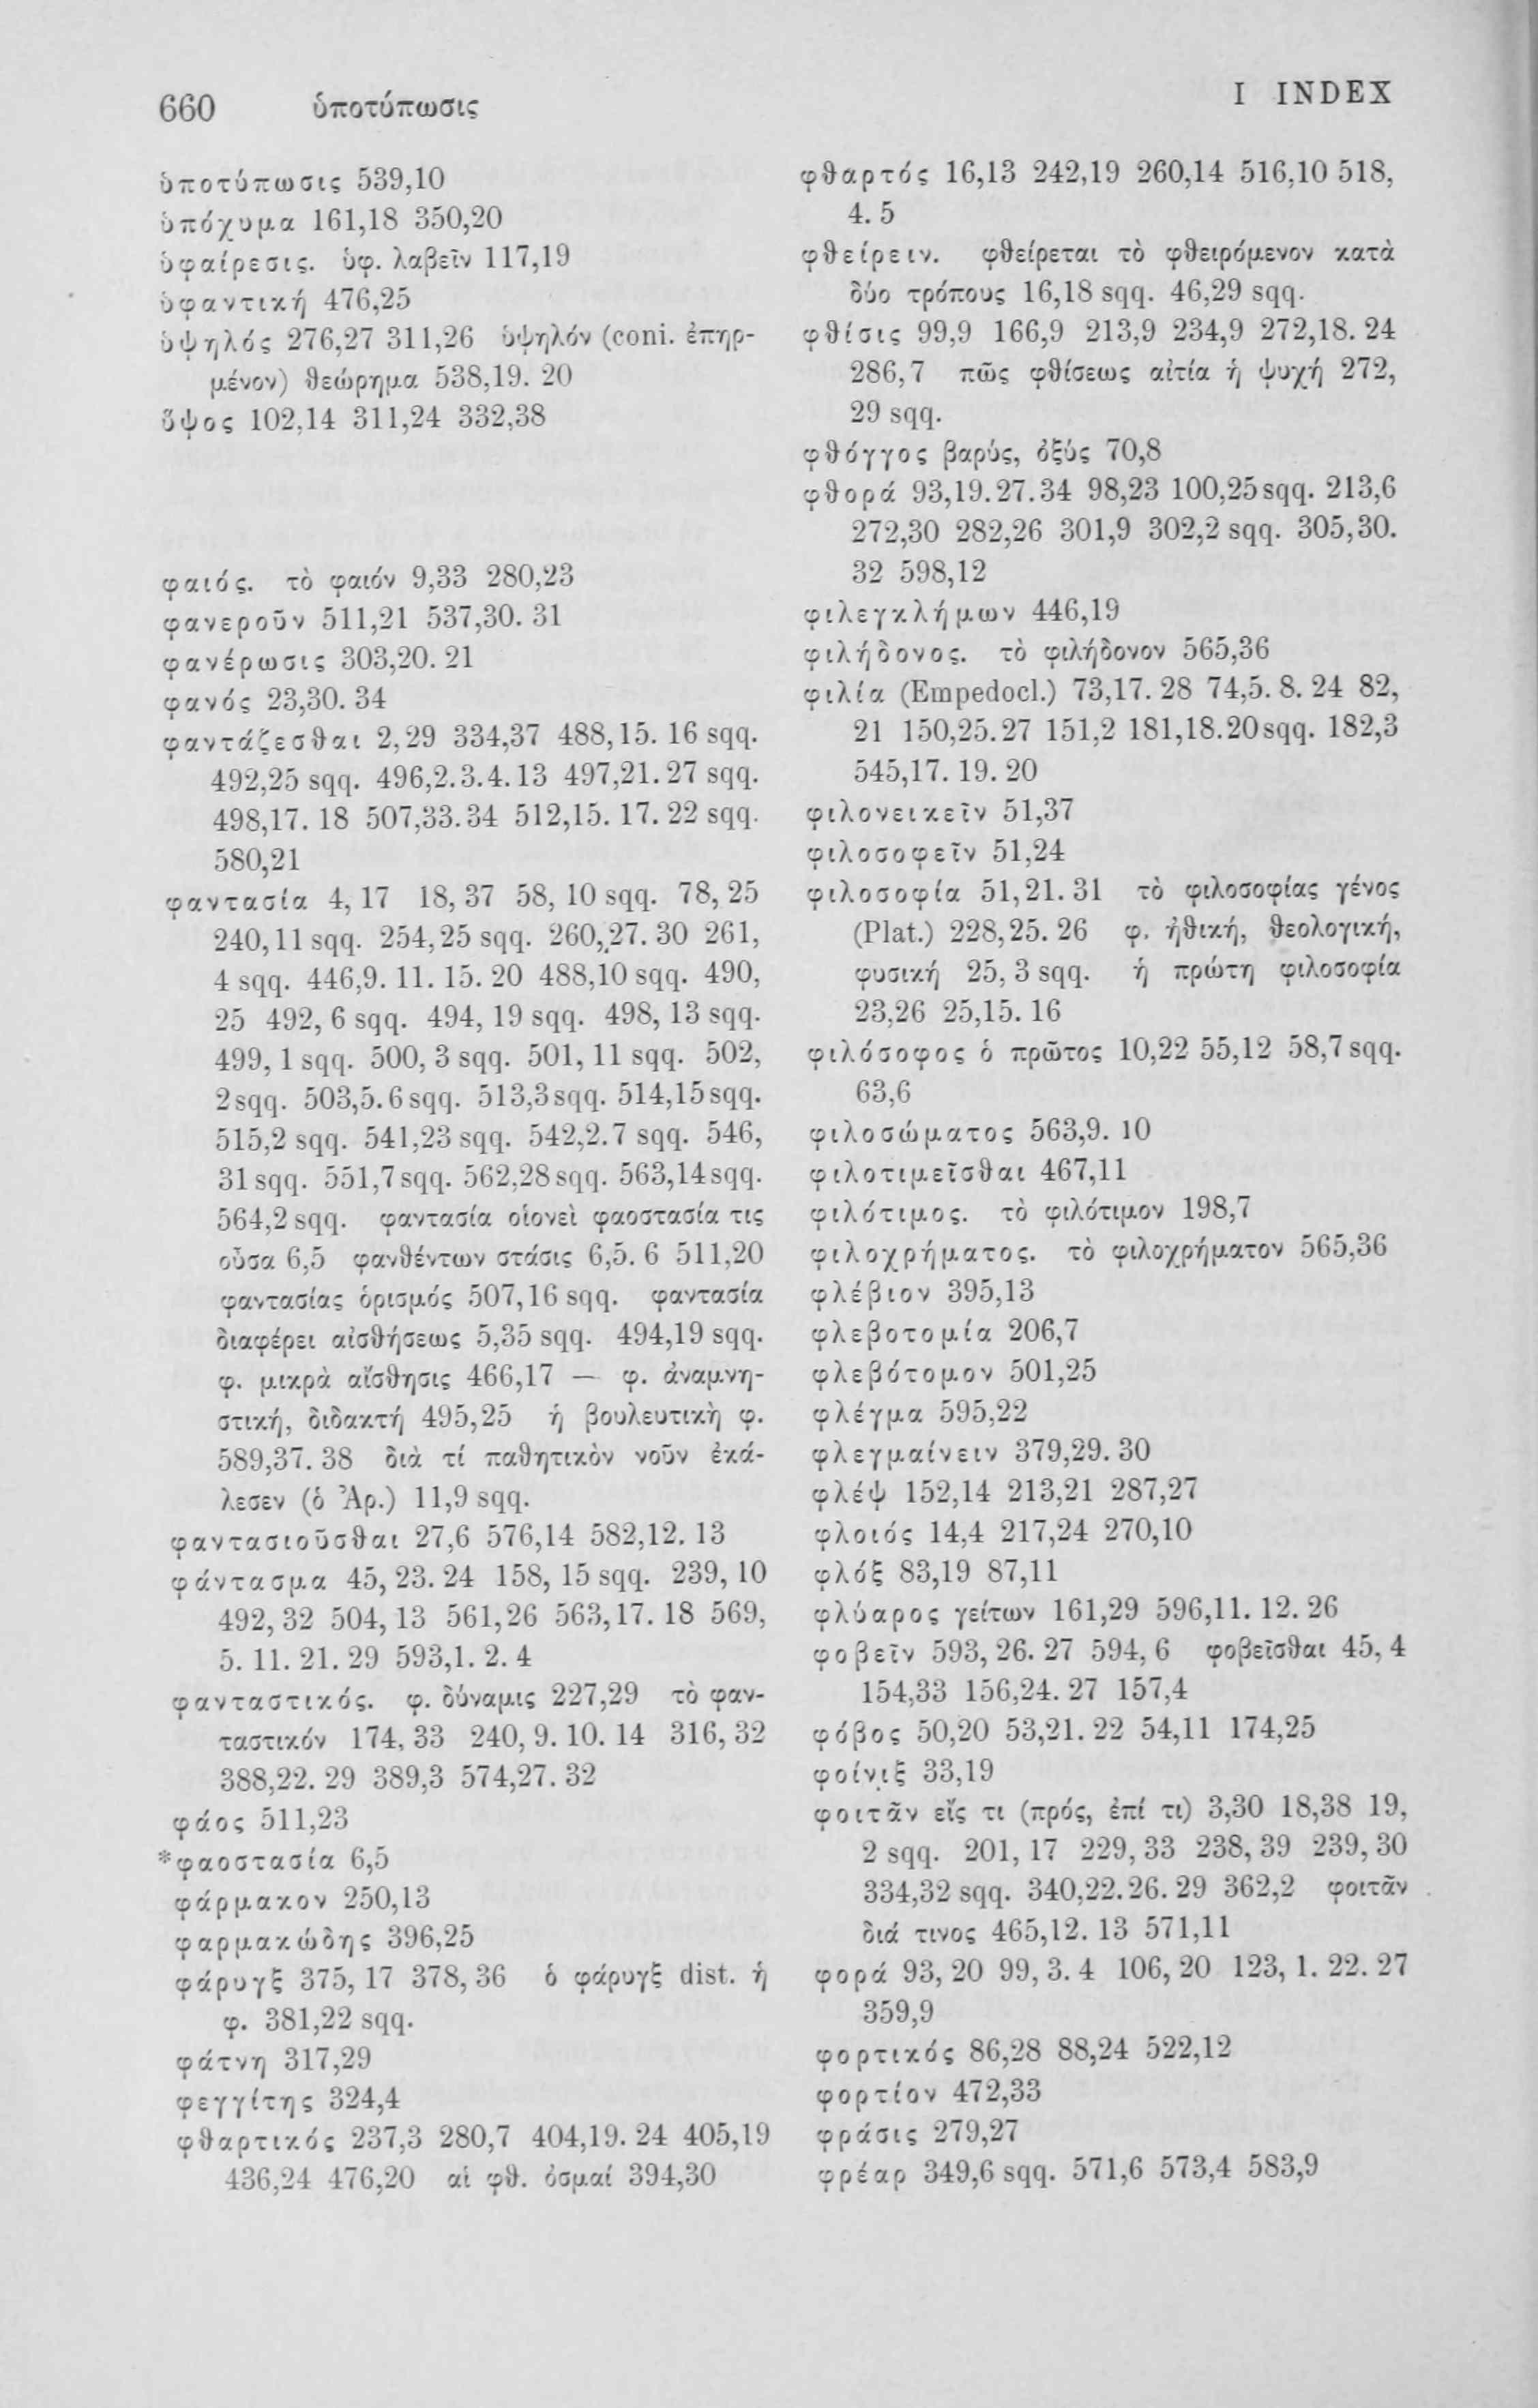 660 ὑποτύπωσις I INDEX
ὑποτύπωσις 539,10
ὑπόχυμα 161,18 350,20
ὑφαίρεσις. ὑφ. λαβεῖν 117,19
ὑφαντική 476,25
ὑψηλός 276,27 311,26 ὑψηλόν (coni. ἐπηρ-
μένον) θεώρημα 538,19. 20
ὕψος 102,14 311,24 332,38
φαιός. τὸ φαιόν 9,33 280,23
φανεροῦν 511,21 537,30. 31
φανέρωσις 303,20. 21
φανός 23,30. 34
φαντάζεσθαι 2,29 334,37 488,15. 16 sqq.
492,25 sqq. 496,2.3.4.13 497,21. 27 sqq.
498,17. 18 507,33.34 512,15. 17. 22 sqq.
580,21
φαντασία 4, 17 18, 37 58, 10 sqq. 78, 25
240,11 sqq. 254,25 sqq. 260,27. 30 261,
4 sqq. 446,9. 11. 15. 20 488,10 sqq. 490,
25 492, 6 sqq. 494, 19 sqq. 498, 13 sqq.
499, 1 sqq. 500, 3 sqq. 501, 11 sqq. 502,
2 sqq. 503,5. 6 sqq. 513,3 sqq. 514,15 sqq.
515,2 sqq. 541,23 sqq. 542,2.7 sqq. 546,
31 sqq. 551,7 sqq. 562,28 sqq. 563,14 sqq.
564,2 sqq. φαντασία οἱονεὶ φαοστασία τις
οὖσα 6,5 φανθέντων στάσις 6,5. 6 511,20
φαντασίας ὁρισμός 507,16 sqq. φαντασία
διαφέρει αἰσθήσεως 5,35 sqq. 494,19 sqq.
φ. μικρὰ αἴσθησις 466,17 — φ. ἀναμνη-
στική, διδακτή 495,25 ἡ βουλευτικὴ φ.
589,37. 38 διὰ τί παθητικὸν νοῦν ἐκά-
λεσεν (ὁ Ἀρ.) 11,9 sqq.
φαντασιοῦσθαι 27,6 576,14 582,12. 13
φάντασμα 45, 23. 24 158, 15 sqq. 239, 10
492, 32 504, 13 561,26 563,17. 18 569,
5. 11. 21. 29 593,1. 2. 4
φανταστικός. φ. δύναμις 227,29 τὸ φαν-
ταστικόν 174, 33 240, 9. 10. 14 316, 32
388,22. 29 389,3 574,27. 32
φάος 511,23
*φαοστασία 6,5
φάρμακον 250,13
φαρμακώδης 396,25
φάρυγξ 375, 17 378, 36 ὁ φάρυγξ dist. ἡ
φ. 381,22 sqq.
φάτνη 317,29
φεγγίτης 324,4
φθαρτικός 237,3 280,7 404,19. 24 405,19
436,24 476,20 αἱ φθ. ὀσμαί 394,30
φθαρτός 16,13 242,19 260,14 516,10 518,
4. 5
φθείρειν. φθείρεται τὸ φθειρόμενον κατὰ
δύο τρόπους 16,18 sqq. 46,29 sqq.
φθίσις 99,9 166,9 213,9 234,9 272,18. 24
286,7 πῶς φθίσεως αἰτία ἡ ψυχή 272,
29 sqq.
φθόγγος βαρύς, ὀξύς 70,8
φθορά 93,19.27.34 98,23 100,25 sqq. 213,6
272,30 282,26 301,9 302,2 sqq. 305,30.
32 598,12
φιλεγκλήμων 446,19
φιλήδονος. τὸ φιλήδονον 565,36
φιλία (Empedocl.) 73,17. 28 74,5. 8. 24 82,
21 150,25.27 151,2 181,18.20 sqq. 182,3
545,17. 19. 20
φιλονεικεῖν 51,37
φιλοσοφεῖν 51,24
φιλοσοφία 51,21. 31 τὸ φιλοσοφίας γένος
(Plat.) 228,25. 26 φ. ἠθική, θεολογική,
φυσική 25, 3 sqq. ἡ πρώτη φιλοσοφία
23,26 25,15. 16
φιλόσοφος ὁ πρῶτος 10,22 55,12 58,7 sqq.
63,6
φιλοσώματος 563,9. 10
φιλοτιμεῖσθαι 467,11
φιλότιμος. τὸ φιλότιμον 198,7
φιλοχρήματος. τὸ φιλοχρήματον 565,36
φλέβιον 395,13
φλεβοτομία 206,7
φλεβότομον 501,25
φλέγμα 595,22
φλεγμαίνειν 379,29. 30
φλέψ 152,14 213,21 287,27
φλοιός 14,4 217,24 270,10
φλόξ 83,19 87,11
φλύαρος γείτων 161,29 596,11. 12. 26
φοβεῖν 593, 26. 27 594, 6 φοβεῖσθαι 45, 4
154,33 156,24. 27 157,4
φόβος 50,20 53,21. 22 54,11 174,25
φοίνιξ 33,19
φοιτᾶν εἴς τι (πρός, ἐπί τι) 3,30 18,38 19,
2 sqq. 201, 17 229, 33 238, 39 239, 30
334,32 sqq. 340,22.26. 29 362,2 φοιτᾶν
διά τινος 465,12. 13 571,11
φορά 93, 20 99, 3. 4 106, 20 123, 1. 22. 27
359,9
φορτικός 86,28 88,24 522,12
φορτίον 472,33
φράσις 279,27
φρέαρ 349,6 sqq. 571,6 573,4 583,9